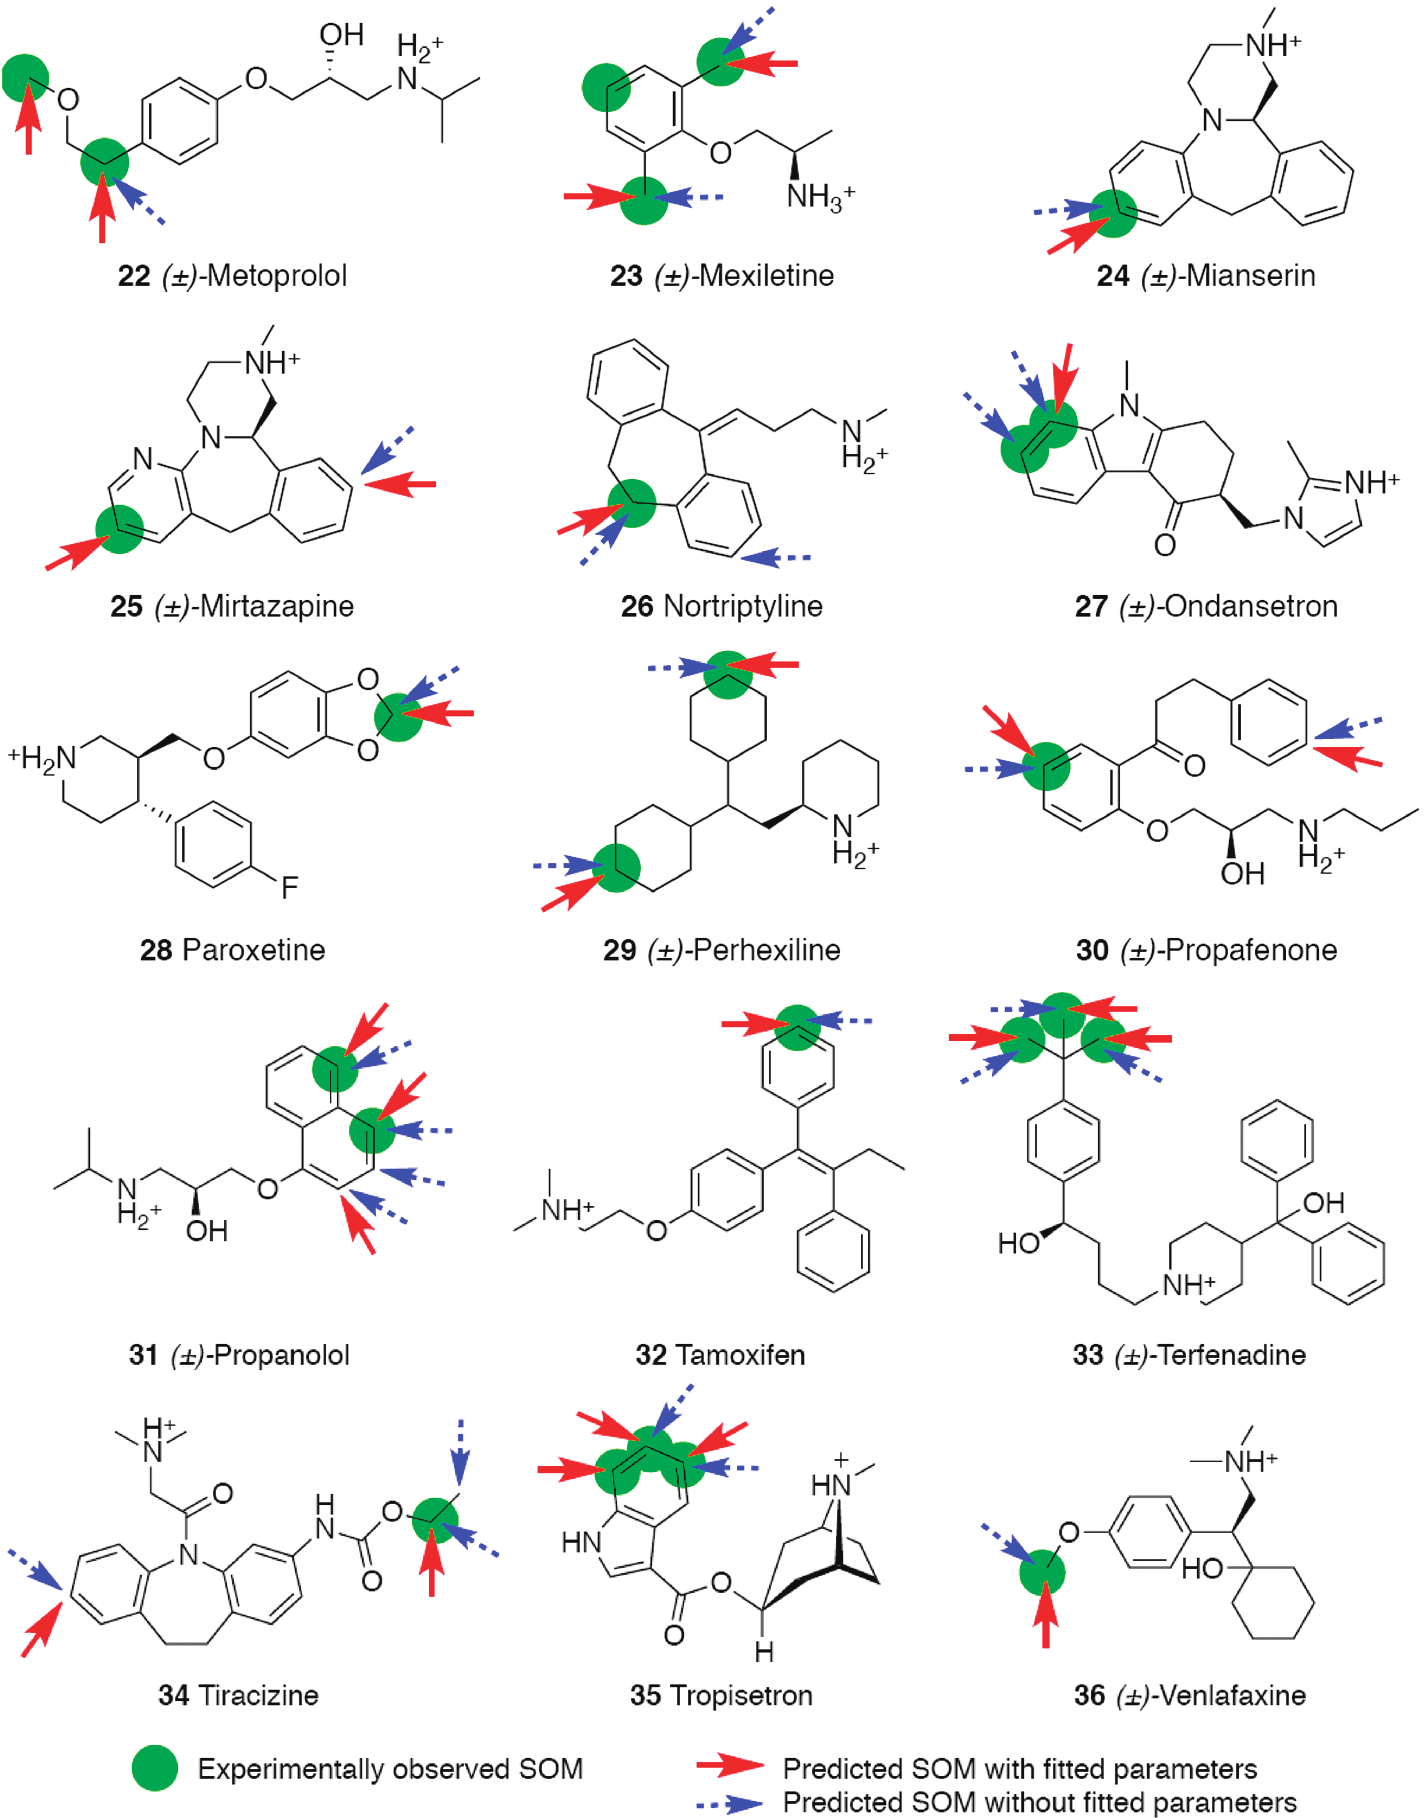 OH
H2+
O
O
N
22 (±)-Metoprolol
O
NH3+
23 (±)-Mexiletine
NH+
N
24 (±)-Mianserin
NH+
N
N
25 (±)-Mirtazapine
N
H2+
26 Nortriptyline
N
O
N
NH+
27 (±)-Ondansetron
O
O
O
+H2N
F
28 Paroxetine
N
H2+
29 (±)-Perhexiline
O
O
N
H2+
OH
30 (±)-Propafenone
N
H2+
OH
O
31 (±)-Propanolol
NH+
O
32 Tamoxifen
HO
OH
NH+
33 (±)-Terfenadine
H+
N
O
N
H
N
O
O
34 Tiracizine
HN
O
O
+
HN
H
35 Tropisetron
NH+
O
HO
36 (±)-Venlafaxine
Experimentally observed SOM
Predicted SOM with fitted parameters
Predicted SOM without fitted parameters